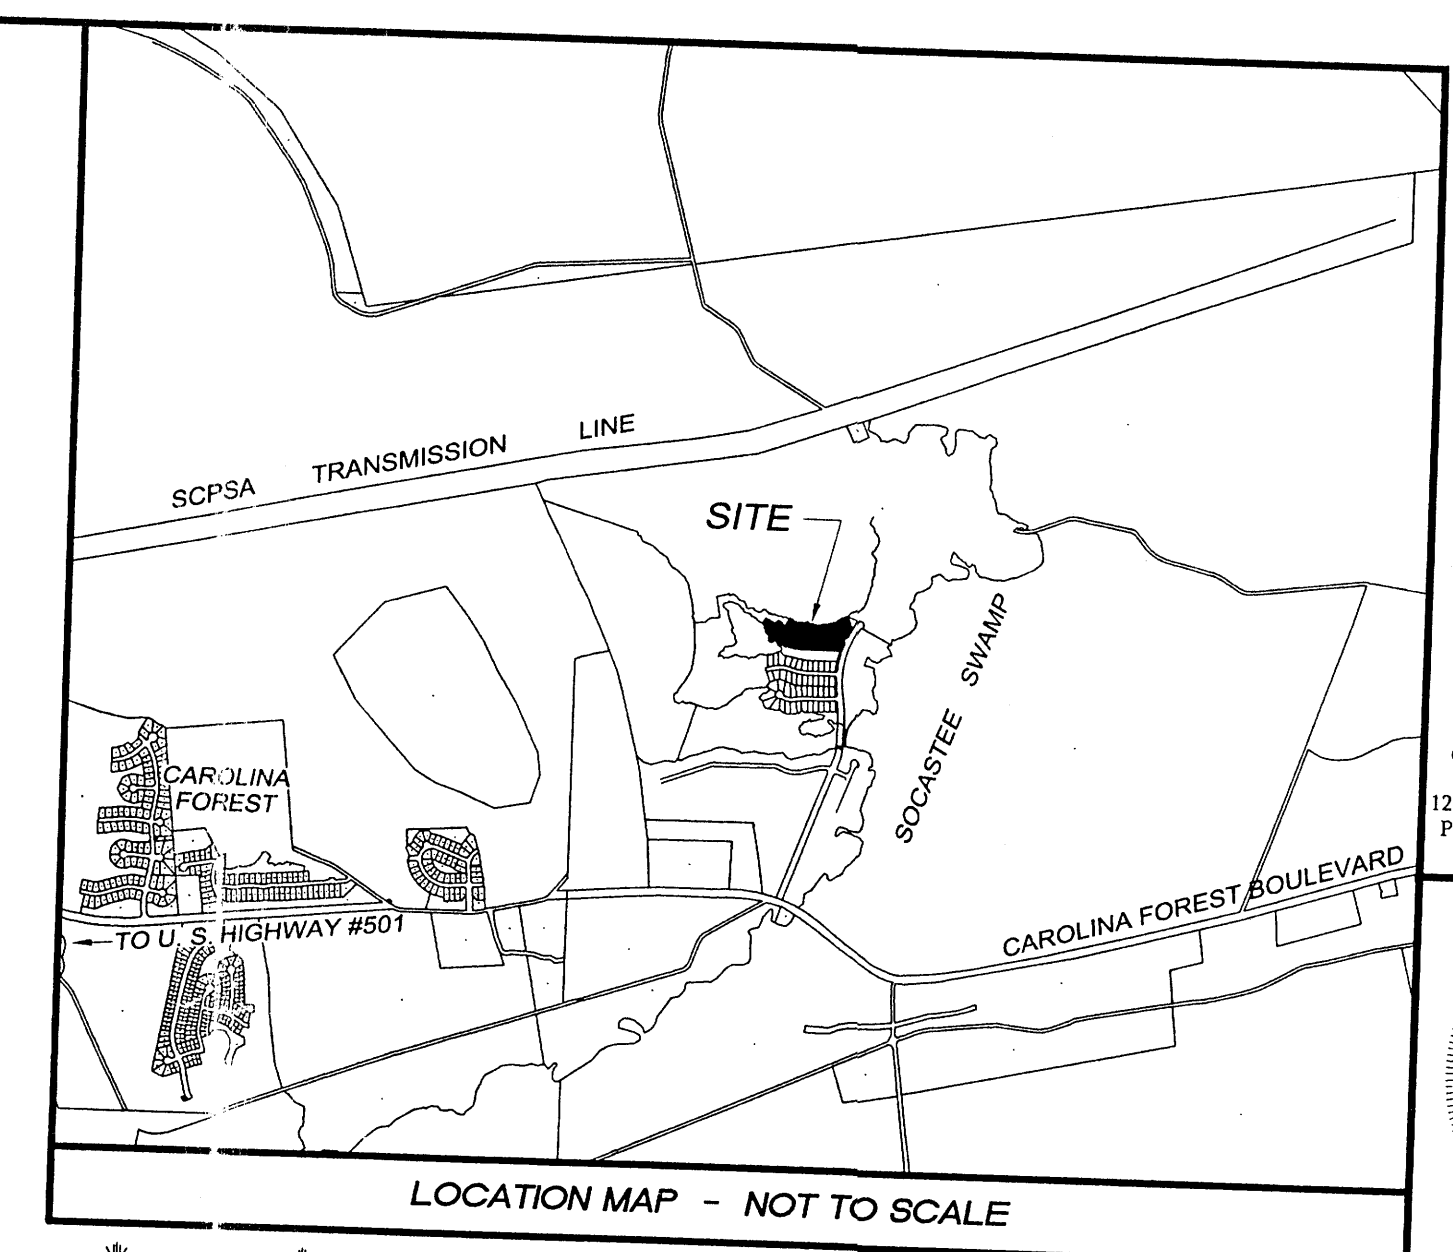 SCPSA TRANSMISSION LINE
SITE
SOCASTEE SWAMP
CAROLINA
FOREST
12
P
CAROLINA FOREST BOULEVARD
TO U. S. HIGHWAY #501
LOCATION MAP - NOT TO SCALE